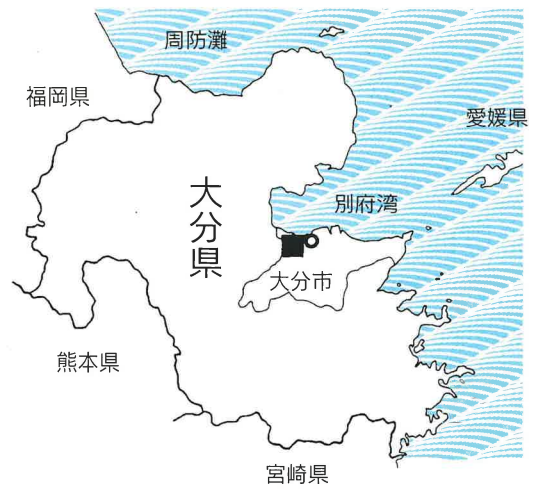 周防灘
福岡県
愛媛県
大分県
別府湾
大分市
熊本県
宮崎県